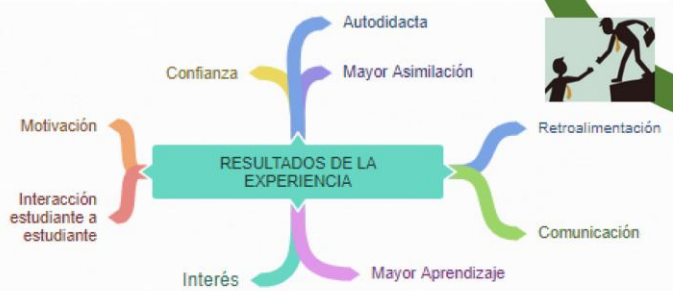 Autodidacta
Confianza
Mayor Asimilación
Motivación
Retroalimentación
RESULTADOS DE LA
EXPERIENCIA
Interacción
estudiante a
estudiante
Comunicación
Interés
Mayor Aprendizaje